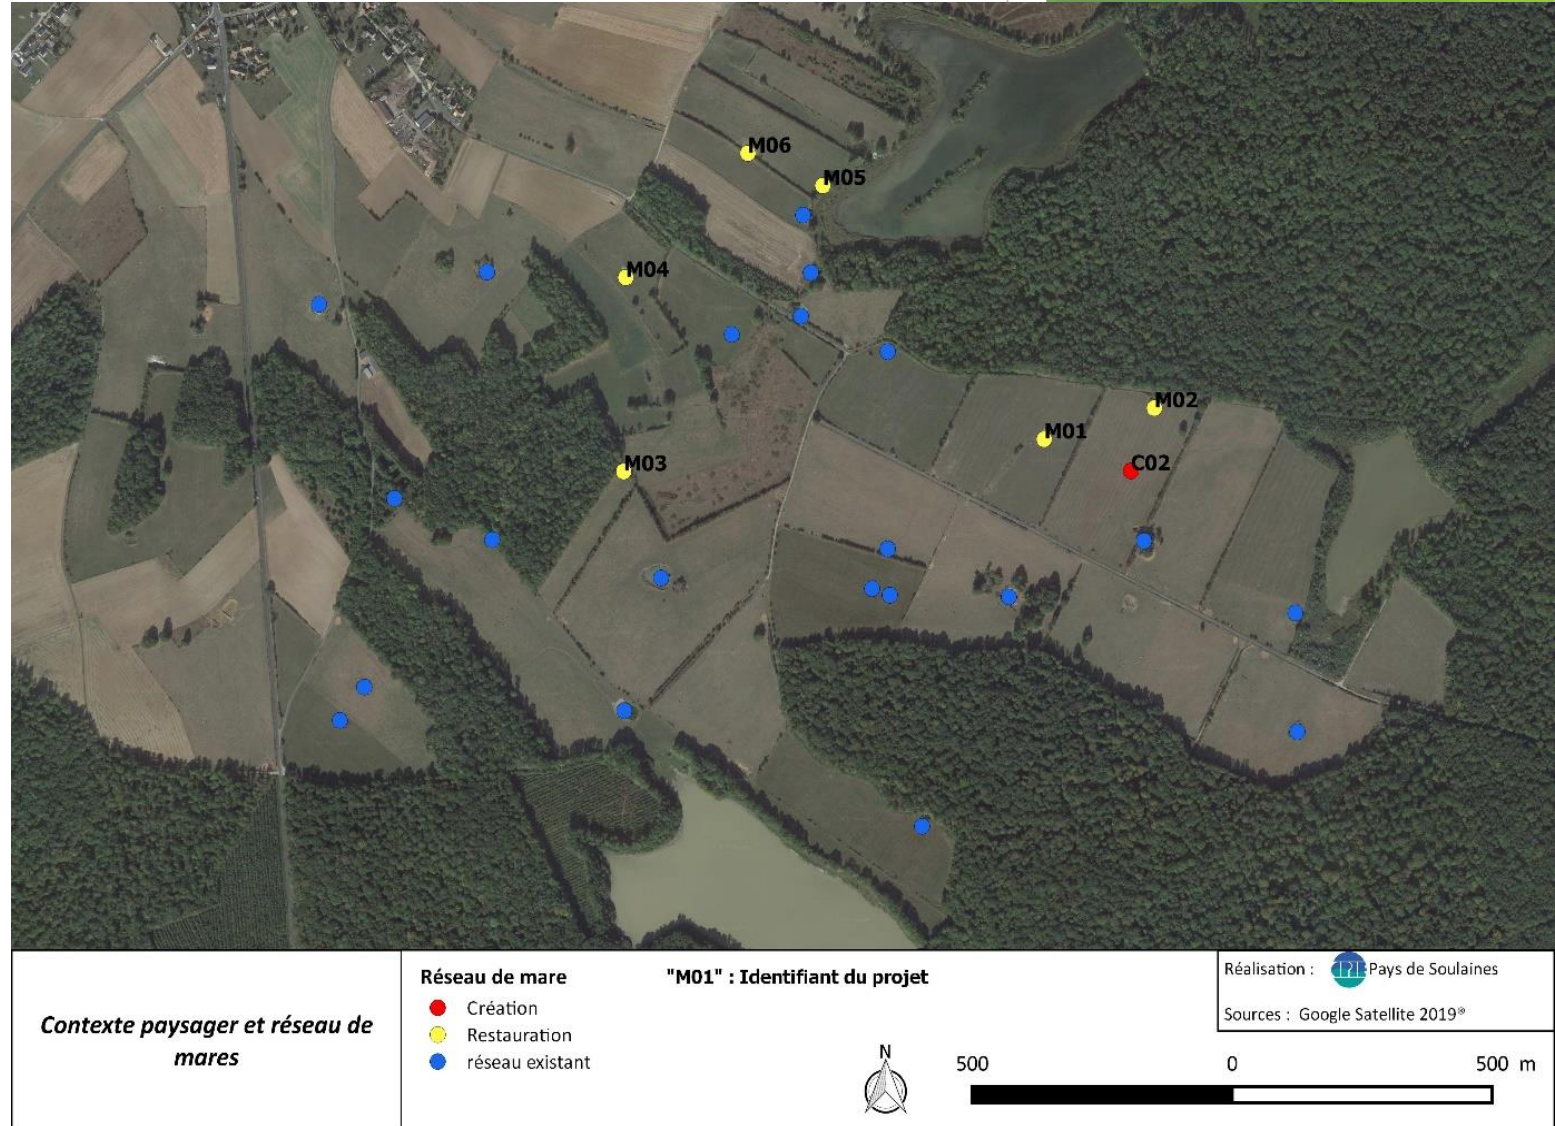 M06
M05
M04
M02
M01
M03
C02
Contexte paysager et réseau de
mares
Réseau de mare
Création
Restauration
réseau existant
"M01" : Identifiant du projet
N
500 0 500 m
Réalisation : Pays de Soulaines
Sources : Google Satellite 2019®